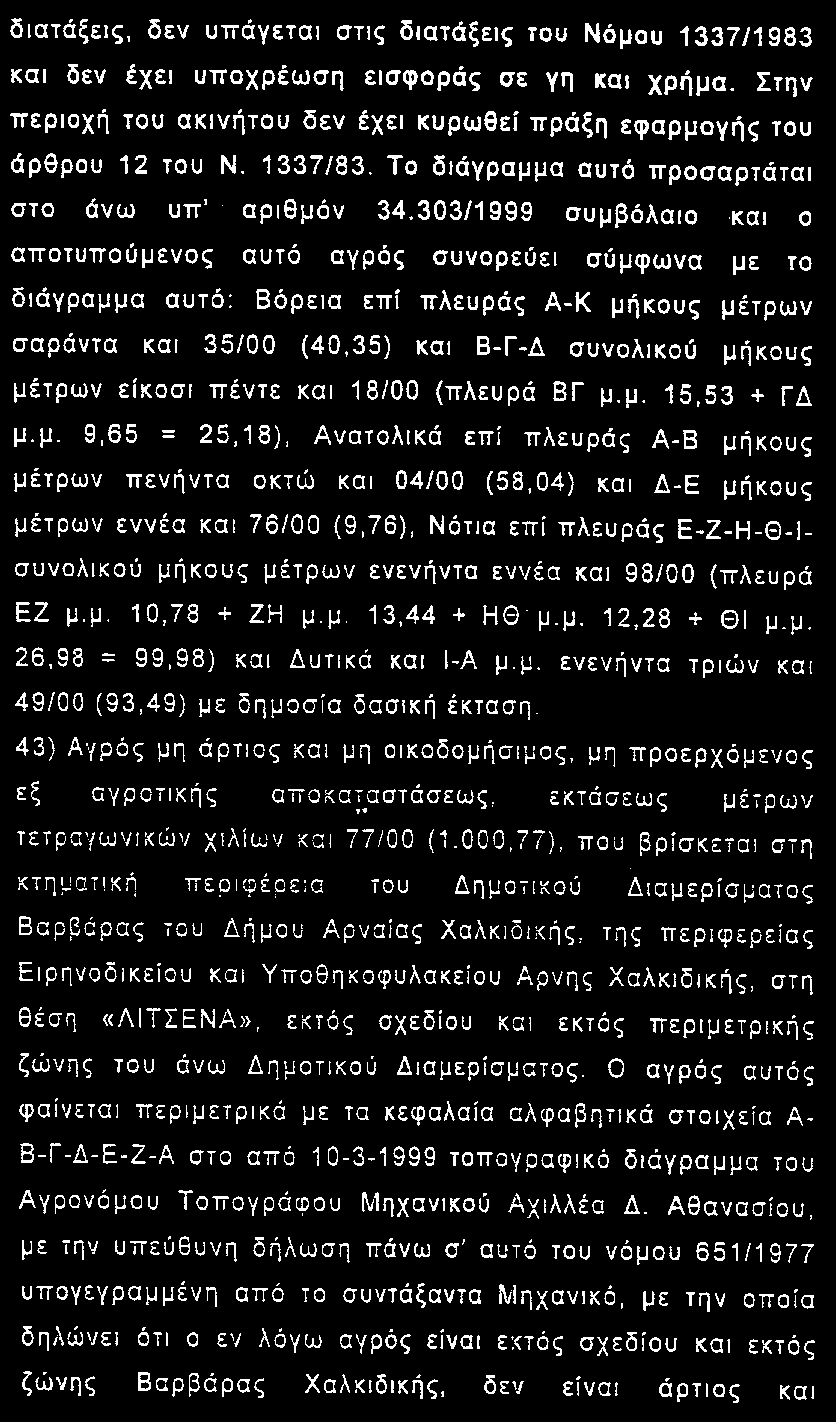 διατάξεις, δεν υπάγεται στις διατάξεις του Νόμου 1337/1983
και δεν έχει υποχρέωση εισφοράς σε γη και χρήμα. Στην
περιοχή του ακινήτου δεν έχει κυρωθεί πράξη εφαρμογής του
άρθρου 12 του Ν. 1337/83. Το διάγραμμα αυτό προσαρτάται
στο άνω υπ' αριθμόν 34.303/1999 συμβόλαιο και ο
αποτυπούμενος αυτό αγρός συνορεύει σύμφωνα με το
διάγραμμα αυτό: Βόρεια επί πλευράς Α-Κ μήκους μέτρων
σαράντα και 35/00 (40,35) και Β-Γ-Δ συνολικού μήκους
μέτρων είκοσι πέντε και 18/00 (πλευρά ΒΓ μ.μ. 15,53 + ΓΔ
μ.μ. 9,65 = 25,18), Ανατολικά επί πλευράς Α-Β μήκους
μέτρων πενήντα οκτώ και 04/00 (58,04) και Δ-Ε μήκους
μέτρων εννέα και 76/00 (9,76), Νότια επί πλευράς Ε-Ζ-Η-Θ-Ι-
συνολικού μήκους μέτρων ενενήντα εννέα και 98/00 (πλευρά
ΕΖ μ.μ. 10,78 + ΖΗ μ.μ. 13,44 + ΗΘ μ.μ. 12,28 + ΘΙ μ.μ.
26,98 = 99,98) και Δυτικά και Ι-Α μ.μ. ενενήντα τριών και
49/00 (93,49) με δημοσία δασική έκταση.
43) Αγρός μη άρτιος και μη οικοδομήσιμος, μη προερχόμενος
εξ αγροτικής αποκαταστάσεως, εκτάσεως μέτρων
τετραγωνικών χιλίων και 77/00 (1.000,77), που βρίσκεται στη
κτηματική περιφέρεια του Δημοτικού Διαμερίσματος
Βαρβάρας του Δήμου Αρναίας Χαλκιδικής, της περιφερείας
Ειρηνοδικείου και Υποθηκοφυλακείου Αρνης Χαλκιδικής, στη
θέση «ΛΙΤΣΕΝΑ», εκτός σχεδίου και εκτός περιμετρικής
ζώνης του άνω Δημοτικού Διαμερίσματος. Ο αγρός αυτός
φαίνεται περιμετρικά με τα κεφαλαία αλφαβητικά στοιχεία Α-
Β-Γ-Δ-Ε-Ζ-Α στο από 10-3-1999 τοπογραφικό διάγραμμα του
Αγρονόμου Τοπογράφου Μηχανικού Αχιλλέα Δ. Αθανασίου,
με την υπεύθυνη δήλωση πάνω σ' αυτό του νόμου 651/1977
υπογεγραμμένη από το συντάξαντα Μηχανικό, με την οποία
δηλώνει ότι ο εν λόγω αγρός είναι εκτός σχεδίου και εκτός
ζώνης Βαρβάρας Χαλκιδικής, δεν είναι άρτιος και